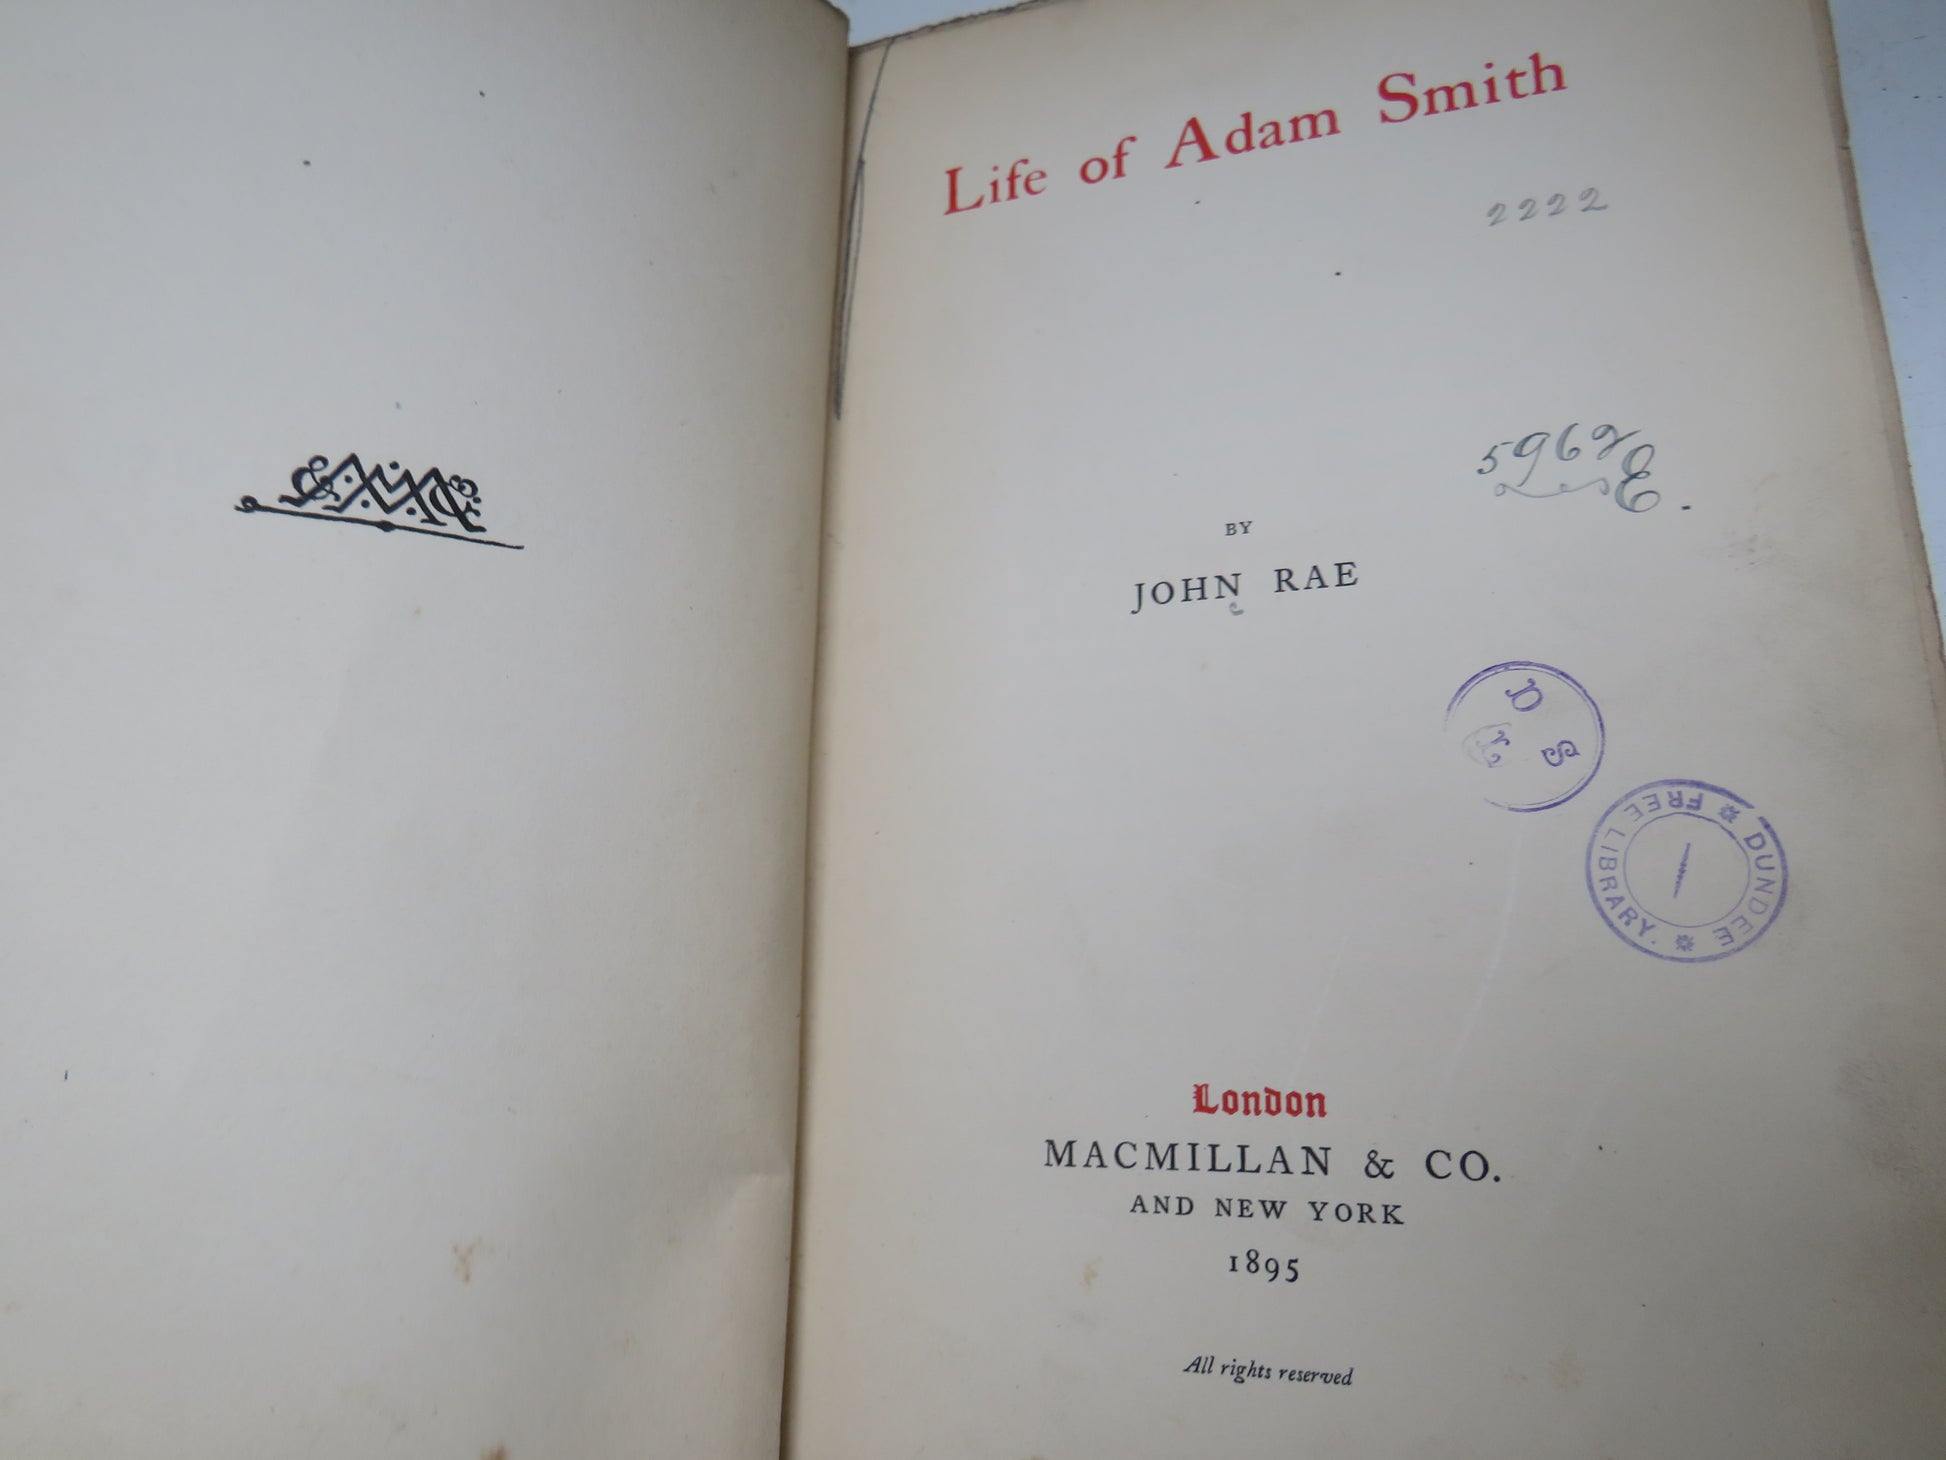 Life of Adam Smith
2222
5962E.
BY
JOHN RAE
D S
DUNDEE * FREE LIBRARY. *
London
MACMILLAN & CO.
AND NEW YORK
1895
All rights reserved